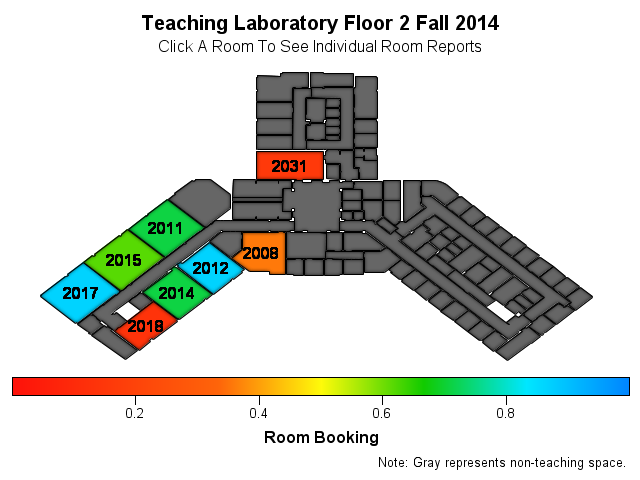 Teaching Laboratory Floor 2 Fall 2014
Click A Room To See Individual Room Reports
2031
2011
2008
2015
2012
2017
2014
2018
0.2 0.4 0.6 0.8
Room Booking
Note: Gray represents non-teaching space.